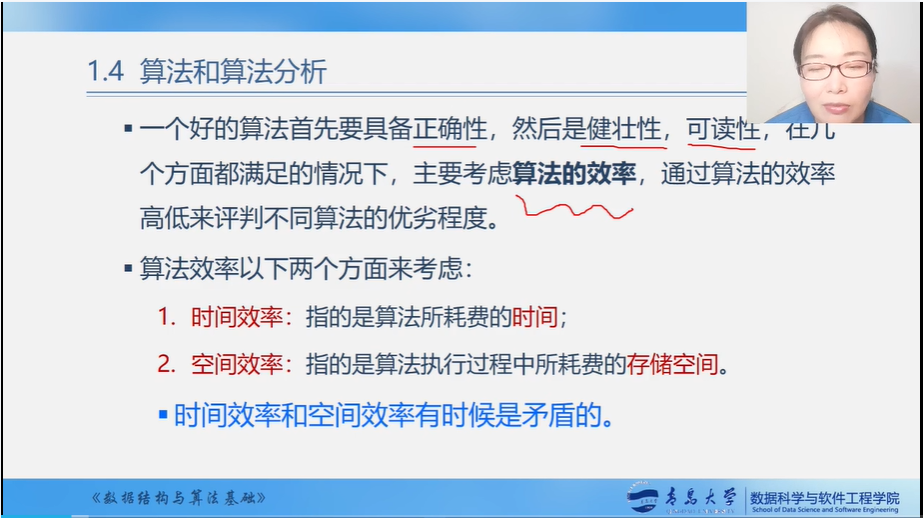 1.4 算法和算法分析
▪一个好的算法首先要具备正确性，然后是健壮性，可读性，在几
个方面都满足的情况下，主要考虑算法的效率，通过算法的效率
高低来评判不同算法的优劣程度。
▪算法效率以下两个方面来考虑：
1. 时间效率：指的是算法所耗费的时间；
2. 空间效率：指的是算法执行过程中所耗费的存储空间。
▪时间效率和空间效率有时候是矛盾的。
《数据结构与算法基础》
青岛大学
数据科学与软件工程学院
School of Data Science and Software Engineering